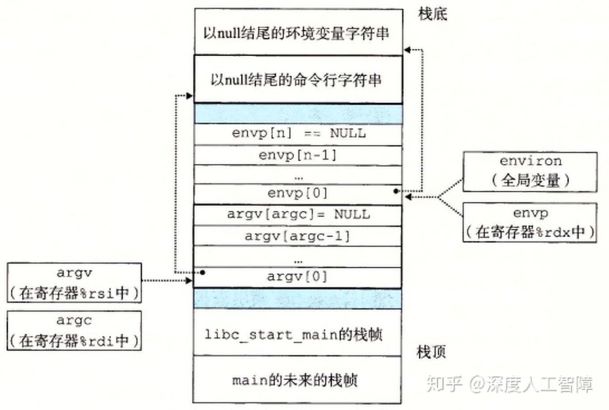 栈底
以null结尾的环境变量字符串
以null结尾的命令行字符串
envp[n] == NULL
envp[n-1]
…
envp[0]
argv[argc]= NULL
argv[argc-1]
…
argv[0]
libc_start_main的栈帧
main的未来的栈帧
environ
(全局变量)
envp
(在寄存器%rdx中)
argv
(在寄存器%rsi中)
argc
(在寄存器%rdi中)
栈顶
知乎 @深度人工智障